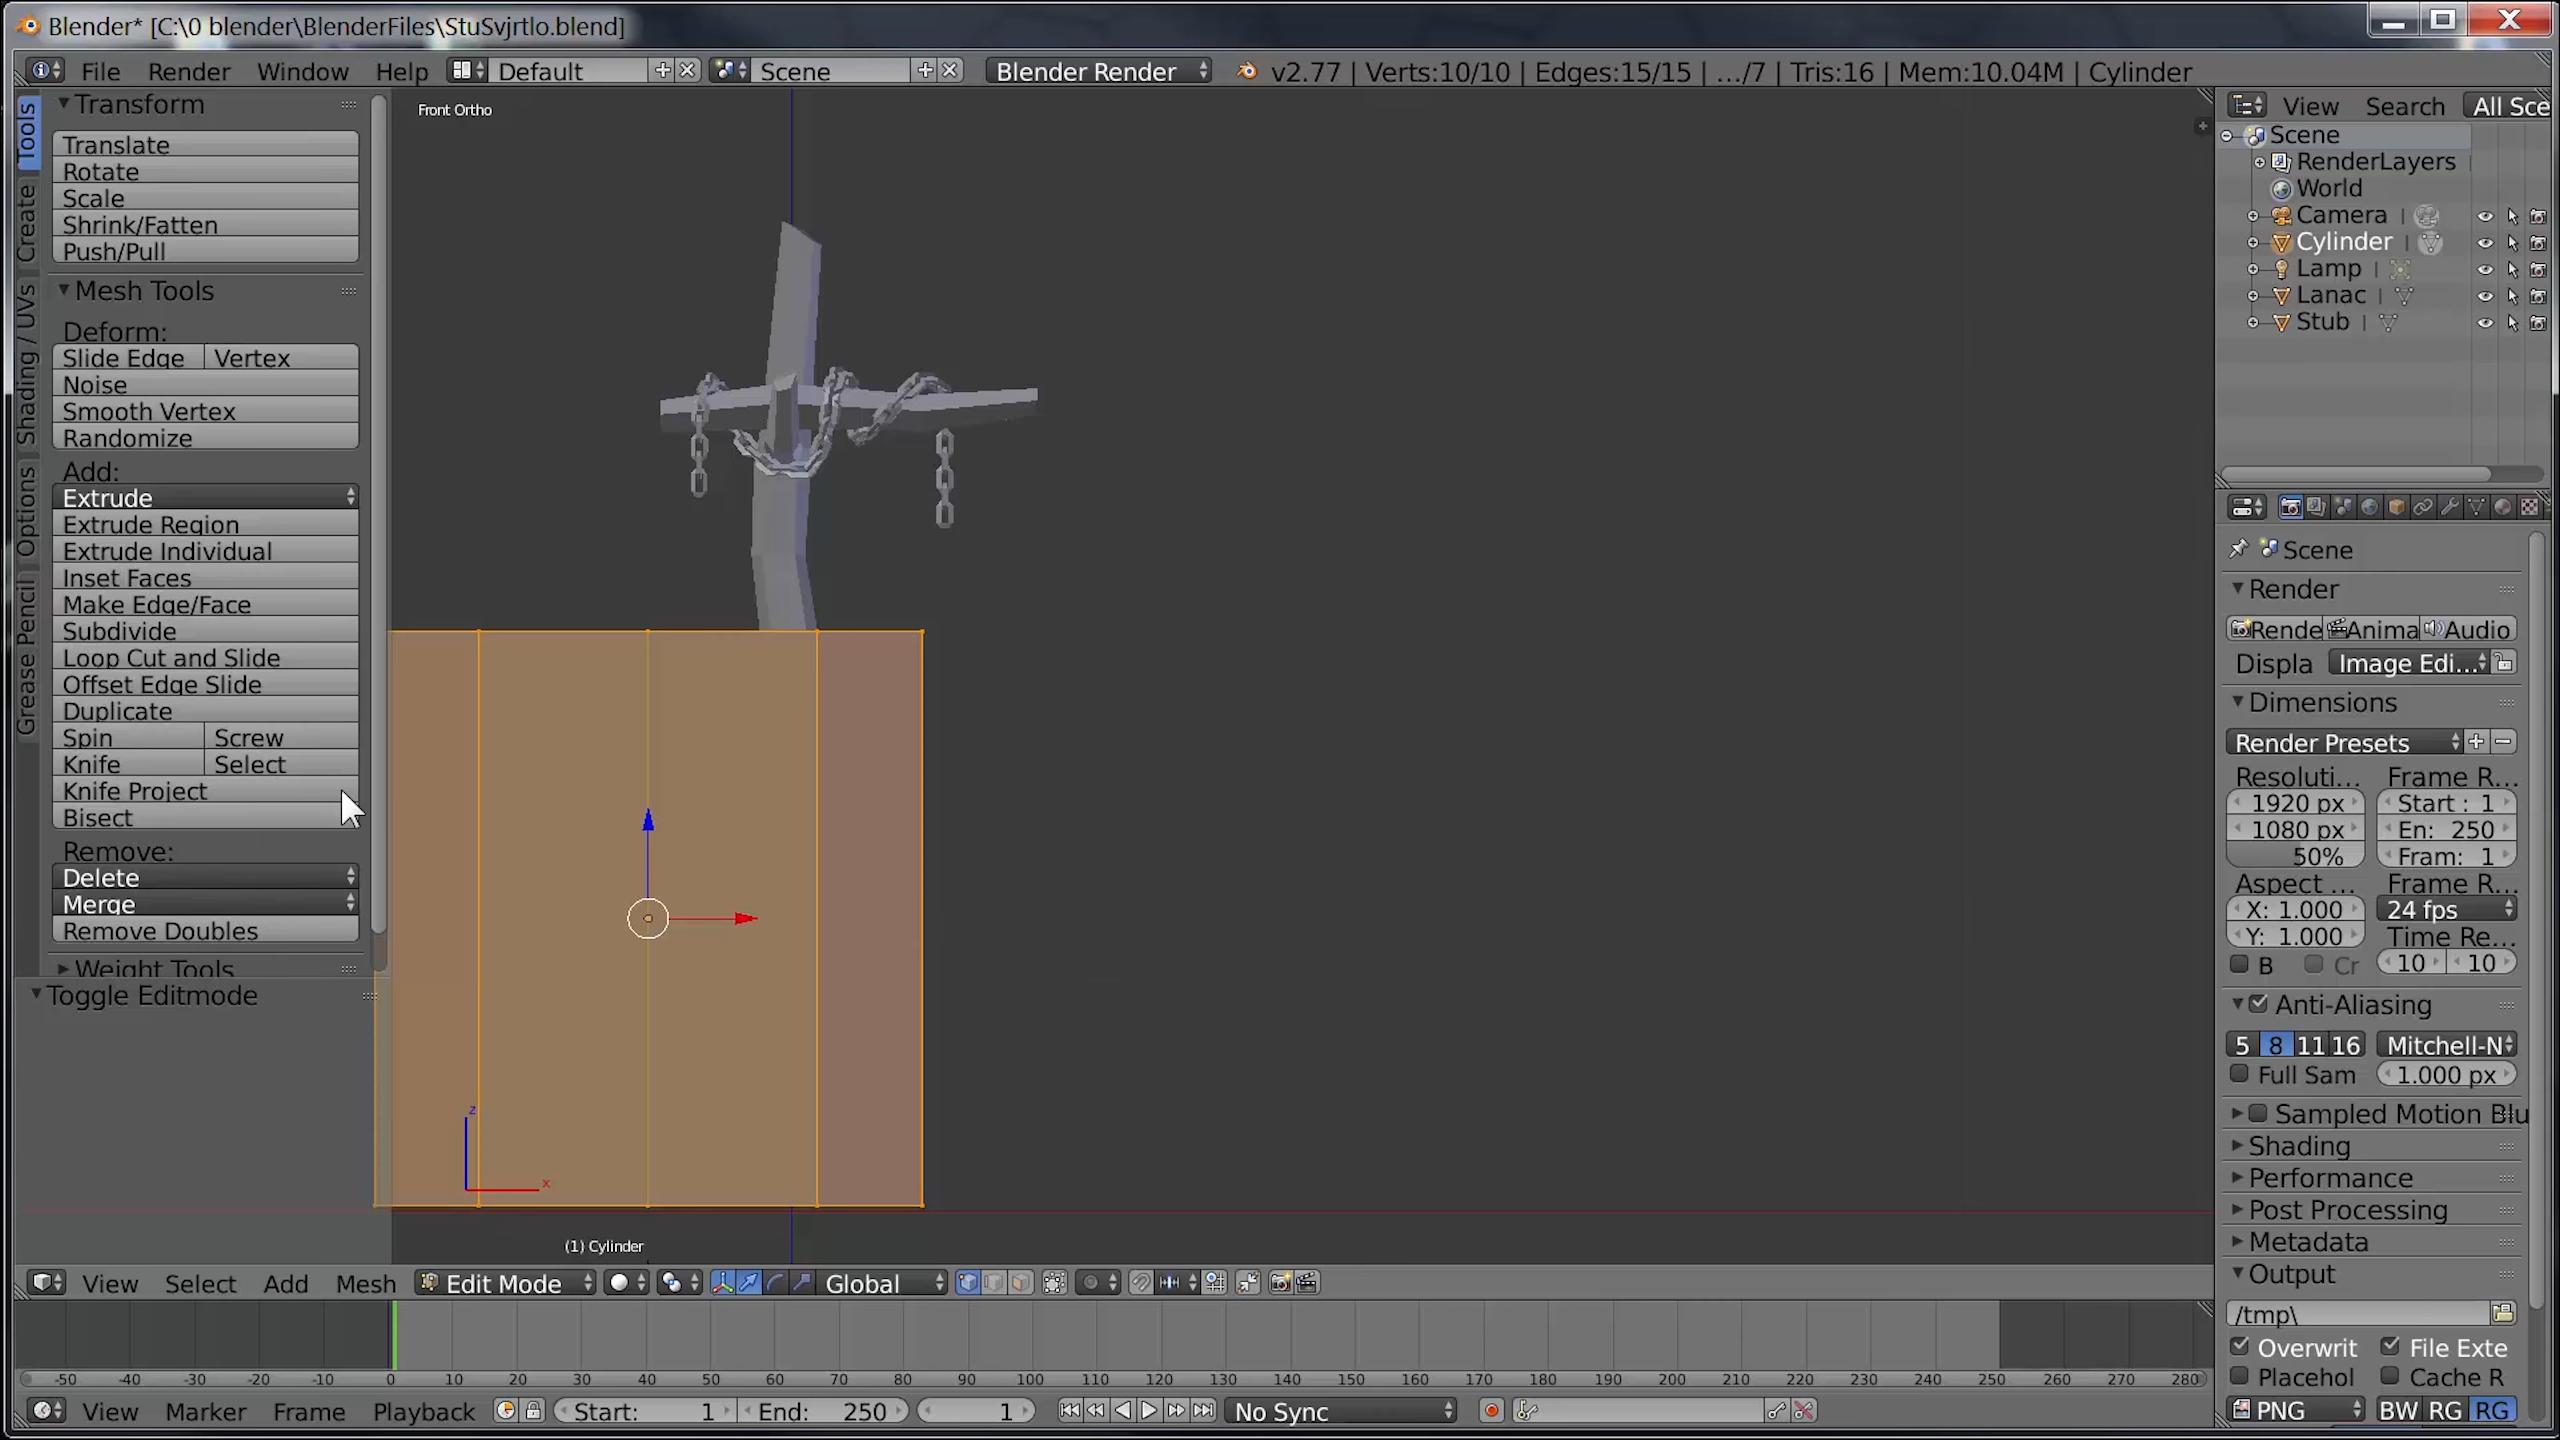 Blender* [C:\0 blender\BlenderFiles\StuSvjrtlo.blend]
File Render Window Help Default Scene Blender Render v2.77 | Verts:10/10 | Edges:15/15 | .../7 | Tris:16 | Mem:10.04M | Cylinder
Tools
Create
Shading / UVs
Options
Grease Pencil
Transform
Translate
Rotate
Scale
Shrink/Fatten
Push/Pull
Mesh Tools
Deform:
Slide Edge Vertex
Noise
Smooth Vertex
Randomize
Add:
Extrude
Extrude Region
Extrude Individual
Inset Faces
Make Edge/Face
Subdivide
Loop Cut and Slide
Offset Edge Slide
Duplicate
Spin Screw
Knife Select
Knife Project
Bisect
Remove:
Delete
Merge
Remove Doubles
Weight Tools
Toggle Editmode
Front Ortho
z
x
(1) Cylinder
View Search All Sce
Scene
RenderLayers
World
Camera
Cylinder
Lamp
Lanac
Stub
Scene
Render
Rende Anima Audio
Displa Image Edi...
Dimensions
Render Presets
Resoluti... Frame R...
1920 px Start : 1
1080 px En: 250
50% Fram: 1
Aspect ... Frame R...
X: 1.000 24 fps
Y: 1.000 Time Re...
B Cr 10 10
Anti-Aliasing
5 8 11 16 Mitchell-N
Full Sam 1.000 px
Sampled Motion Blu
Shading
Performance
Post Processing
Metadata
Output
/tmp\
Overwrit File Exte
Placehol Cache R
PNG BW RG RG
View Select Add Mesh Edit Mode Global
-50 -40 -30 -20 -10 0 10 20 30 40 50 60 70 80 90 100 110 120 130 140 150 160 170 180 190 200 210 220 230 240 250 260 270 280
View Marker Frame Playback Start: 1 End: 250 1 No Sync